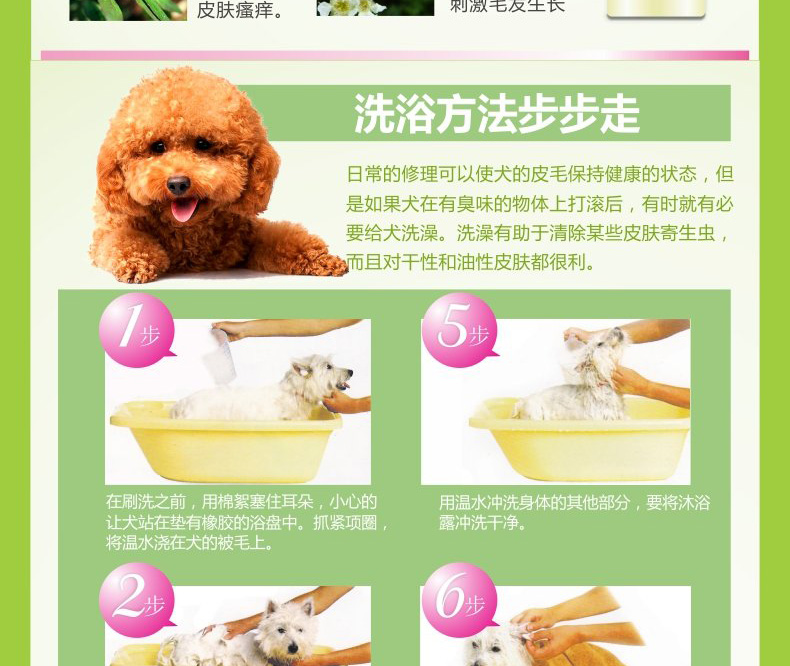 皮肤瘙痒。
刺激毛发生长
洗浴方法步步走
日常的修理可以使犬的皮毛保持健康的状态，但
是如果犬在有臭味的物体上打滚后，有时就有必
要给犬洗澡。洗澡有助于清除某些皮肤寄生虫，
而且对干性和油性皮肤都很利。
1步
在刷洗之前，用棉絮塞住耳朵，小心的
让犬站在垫有橡胶的浴盘中。抓紧项圈，
将温水浇在犬的被毛上。
5步
用温水冲洗身体的其他部分，要将沐浴
露冲洗干净。
2步
6步